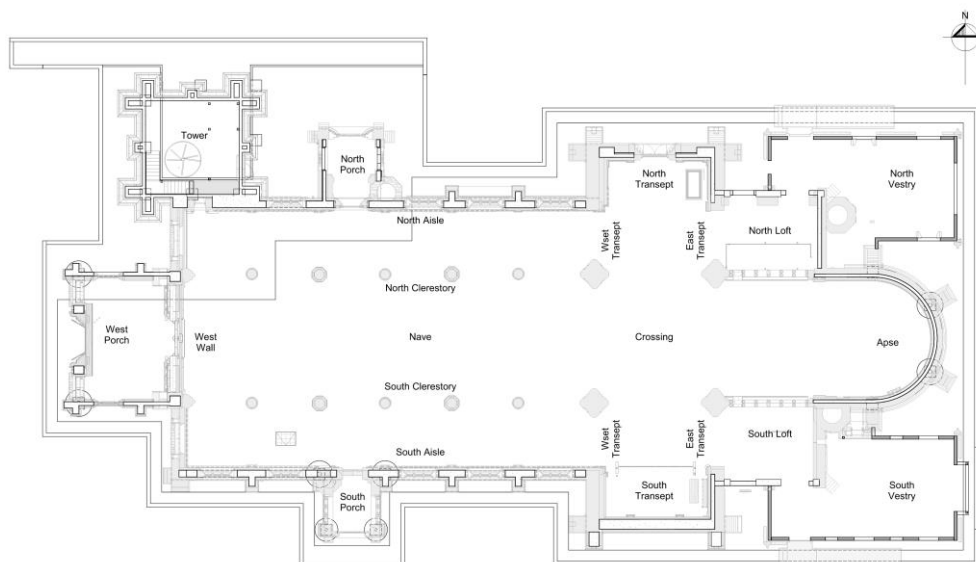 N
Tower
North
Porch
North
Transept
North
Vestry
North Aisle
Wset
Transept
East
Transept
North Loft
North Clerestory
West
Porch
West
Wall
Nave
Crossing
Apse
South Clerestory
Wset
Transept
East
Transept
South Loft
South Aisle
South
Porch
South
Transept
South
Vestry